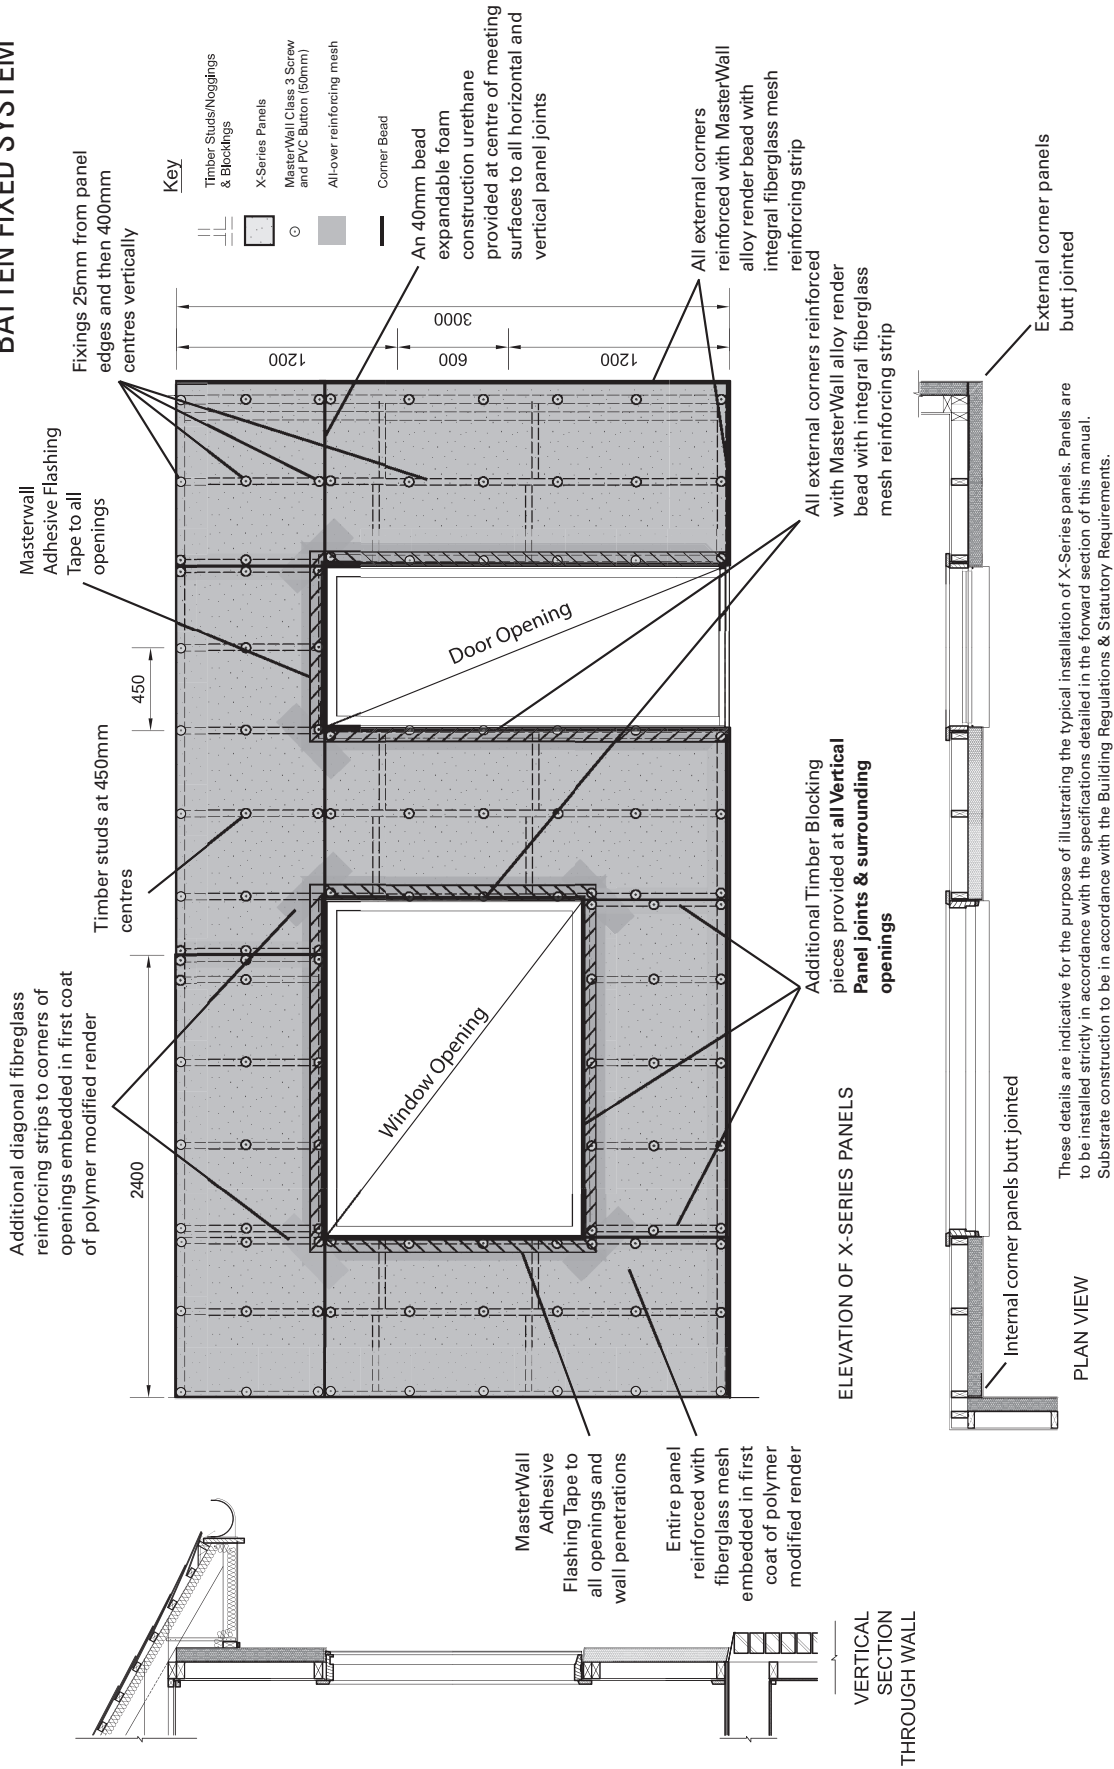 BATTEN FIXED SYSTEM
Additional diagonal fibreglass
reinforcing strips to corners of
openings embedded in first coat
of polymer modified render
Timber studs at 450mm
centres
Masterwall
Adhesive Flashing
Tape to all
openings
Fixings 25mm from panel
edges and then 400mm
centres vertically
Key
Timber Studs/Noggings
& Blockings
X-Series Panels
MasterWall Class 3 Screw
and PVC Button (50mm)
All-over reinforcing mesh
Corner Bead
An 40mm bead
expandable foam
construction urethane
provided at centre of meeting
surfaces to all horizontal and
vertical panel joints
All external corners
reinforced with MasterWall
alloy render bead with
integral fiberglass mesh
reinforcing strip
2400
450
1200
600
1200
3000
Window Opening
Door Opening
MasterWall
Adhesive
Flashing Tape to
all openings and
wall penetrations
Entire panel
reinforced with
fiberglass mesh
embedded in first
coat of polymer
modified render
Additional Timber Blocking
pieces provided at all Vertical
Panel joints & surrounding
openings
All external corners reinforced
with MasterWall alloy render
bead with integral fiberglass
mesh reinforcing strip
ELEVATION OF X-SERIES PANELS
VERTICAL
SECTION
THROUGH WALL
Internal corner panels butt jointed
External corner panels
butt jointed
PLAN VIEW
These details are indicative for the purpose of illustrating the typical installation of X-Series panels. Panels are
to be installed strictly in accordance with the specifications detailed in the forward section of this manual.
Substrate construction to be in accordance with the Building Regulations & Statutory Requirements.